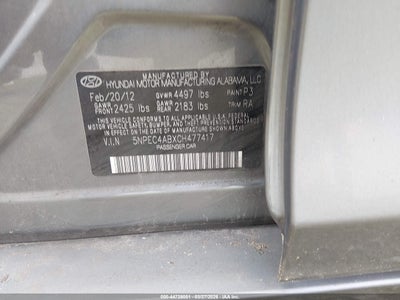 MANUFACTURED BY
HYUNDAI MOTOR MANUFACTURING ALABAMA, LLC
Feb/20/12 GVWR 4497 lbs PAINT P3
GAWR FRONT 2425 lbs GAWR REAR 2183 lbs TRIM RA
THIS VEHICLE CONFORMS TO ALL APPLICABLE U.S.A. FEDERAL
MOTOR VEHICLE SAFETY, BUMPER, AND THEFT PREVENTION STANDARDS
IN EFFECT ON THE DATE OF MANUFACTURE SHOWN ABOVE.
V.I.N 5NPEC4ABXCH477417
PASSENGER CAR